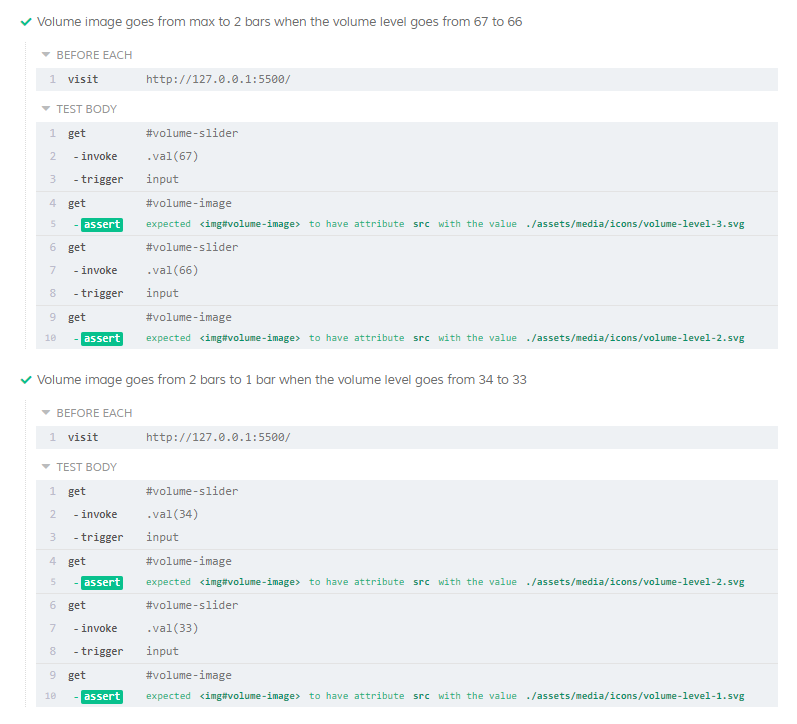 Volume image goes from max to 2 bars when the volume level goes from 67 to 66
BEFORE EACH
1 visit http://127.0.0.1:5500/
TEST BODY
1 get #volume-slider
2 -invoke .val(67)
3 -trigger input
4 get #volume-image
5 -assert expected <img#volume-image> to have attribute src with the value ./assets/media/icons/volume-level-3.svg
6 get #volume-slider
7 -invoke .val(66)
8 -trigger input
9 get #volume-image
10 -assert expected <img#volume-image> to have attribute src with the value ./assets/media/icons/volume-level-2.svg
Volume image goes from 2 bars to 1 bar when the volume level goes from 34 to 33
BEFORE EACH
1 visit http://127.0.0.1:5500/
TEST BODY
1 get #volume-slider
2 -invoke .val(34)
3 -trigger input
4 get #volume-image
5 -assert expected <img#volume-image> to have attribute src with the value ./assets/media/icons/volume-level-2.svg
6 get #volume-slider
7 -invoke .val(33)
8 -trigger input
9 get #volume-image
10 -assert expected <img#volume-image> to have attribute src with the value ./assets/media/icons/volume-level-1.svg